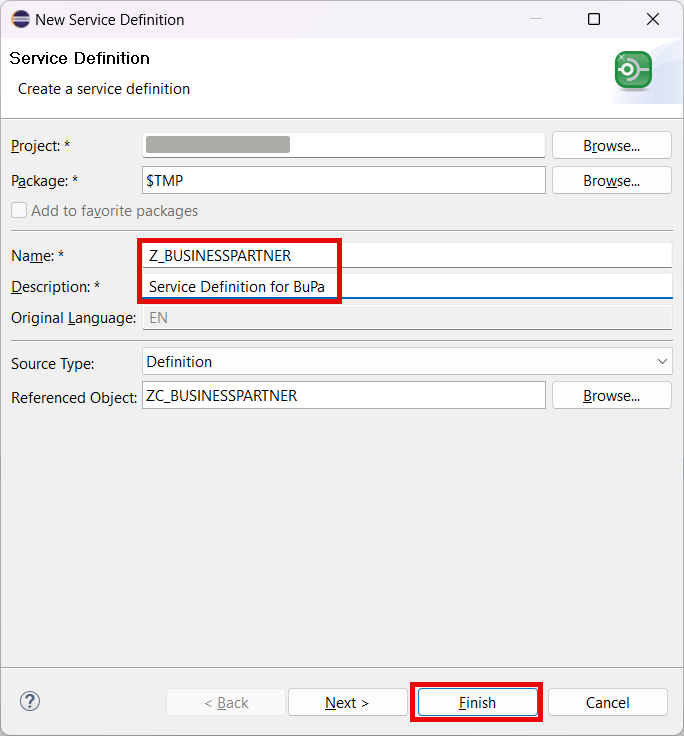 New Service Definition
Service Definition
Create a service definition
Project: *
Browse...
Package: * $TMP Browse...
Add to favorite packages
Name: * Z_BUSINESSPARTNER
Description: * Service Definition for BuPa
Original Language: EN
Source Type: Definition
Referenced Object: ZC_BUSINESSPARTNER Browse...
? < Back Next > Finish Cancel